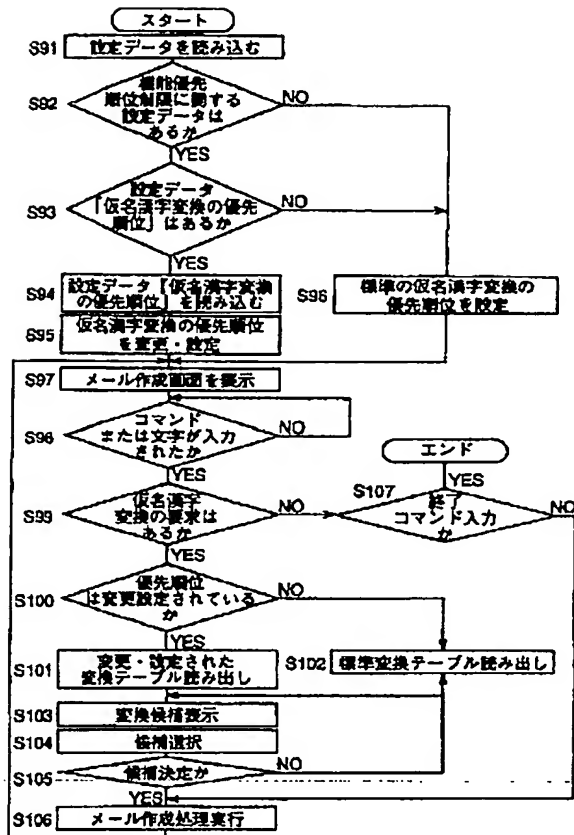 スタート
S91
設定データを読み込む
S92
機能優先
順位制限に関する
設定データは
あるか
NO
YES
S93
設定データ
「仮名漢字変換の優先
順位」はあるか
NO
YES
S94
設定データ「仮名漢字変換
の優先順位」を読み込む
S96
標準の仮名漢字変換の
優先順位を設定
S95
仮名漢字変換の優先順位
を変更・設定
S97
メール作成画面を表示
S96
コマンド
または文字が入力
されたか
NO
YES
エンド
YES
S99
仮名漢字
変換の要求は
あるか
NO
S107
終了
コマンド入力
か
NO
YES
S100
優先順位
は変更設定されている
か
NO
YES
S101
変更・設定された
変換テーブル読み出し
S102
標準変換テーブル読み出し
S103
変換候補表示
S104
候補選択
S105
候補決定か
NO
YES
S106
メール作成処理実行